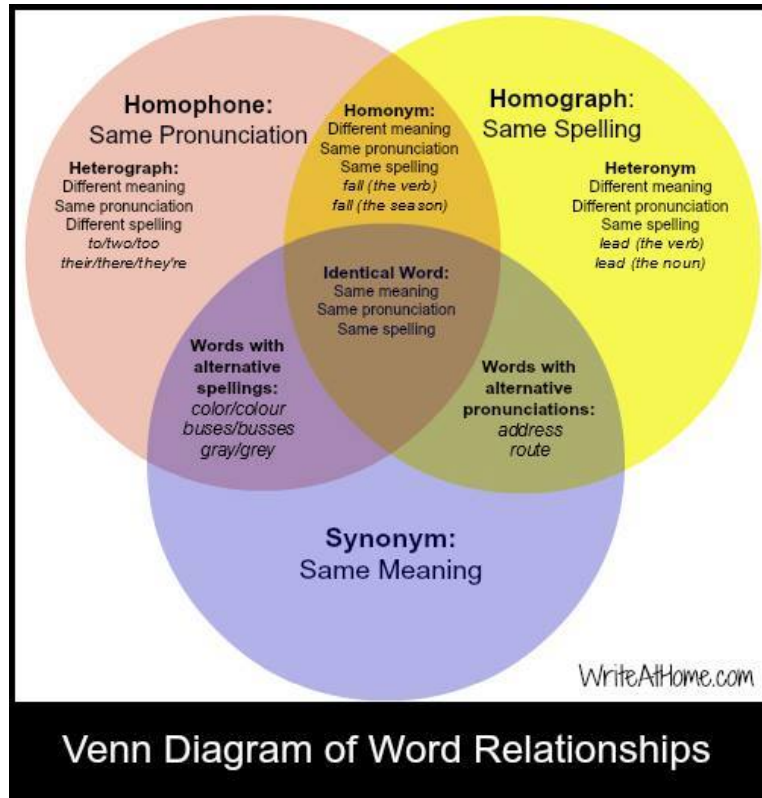 Homophone:
Same Pronunciation
Heterograph:
Different meaning
Same pronunciation
Different spelling
to/two/too
their/there/they're
Homonym:
Different meaning
Same pronunciation
Same spelling
fall (the verb)
fall (the season)
Homograph:
Same Spelling
Heteronym
Different meaning
Different pronunciation
Same spelling
lead (the verb)
lead (the noun)
Identical Word:
Same meaning
Same pronunciation
Same spelling
Words with
alternative
spellings:
color/colour
buses/busses
gray/grey
Words with
alternative
pronunciations:
address
route
Synonym:
Same Meaning
WriteAtHome.com
Venn Diagram of Word Relationships